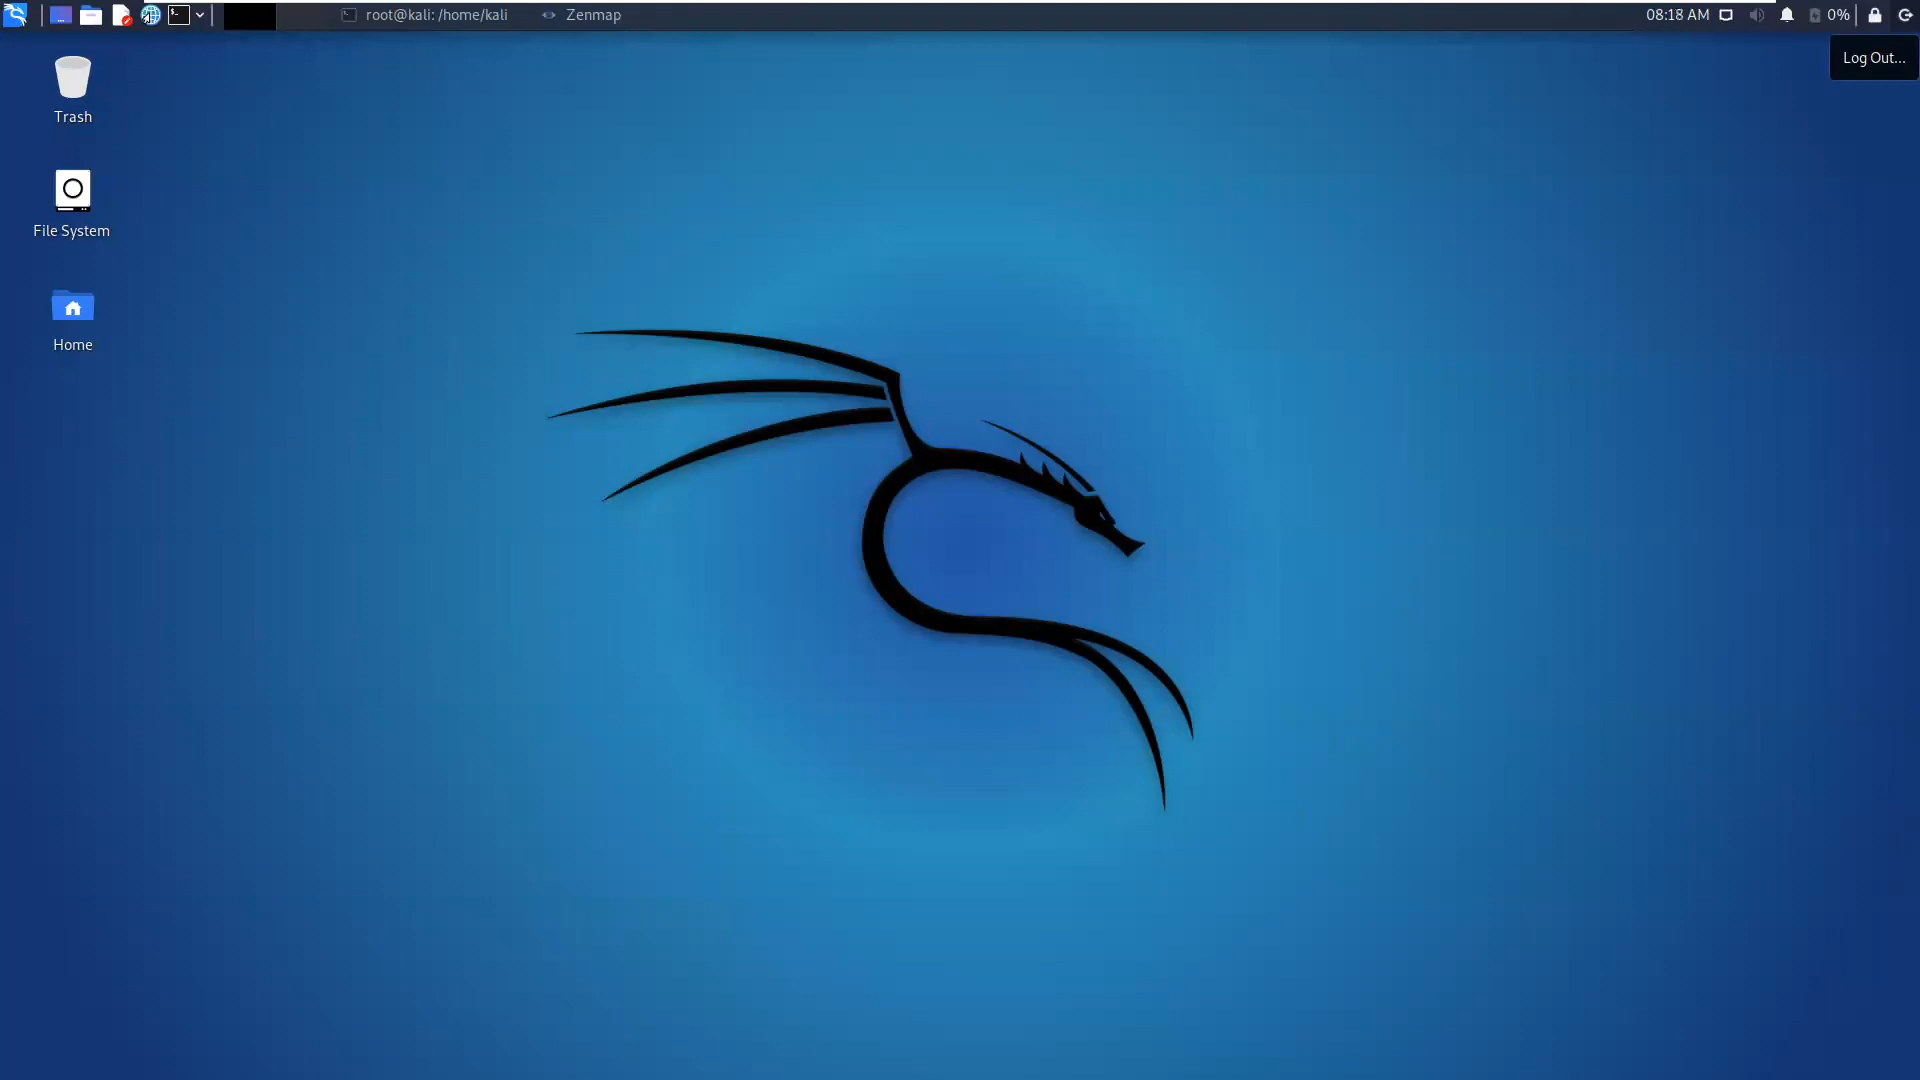 root@kali: /home/kali
Zenmap
08:18 AM
0%
Log Out...
Trash
File System
Home